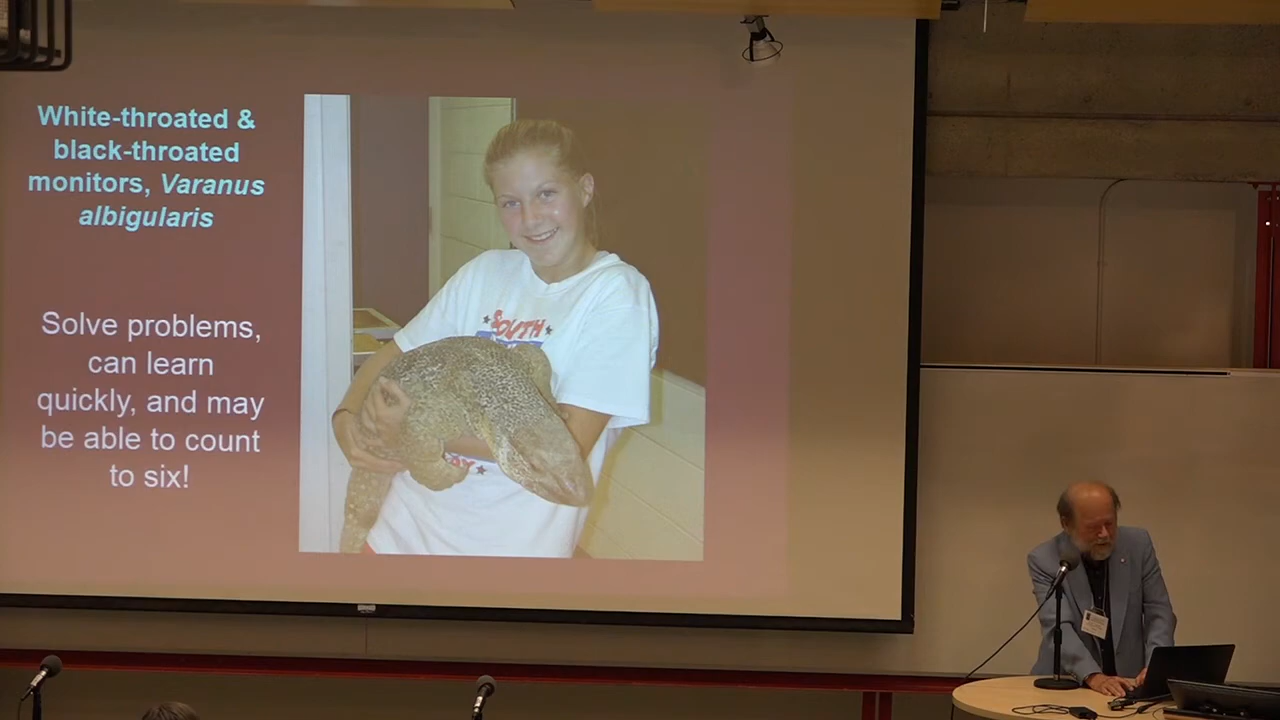 White-throated &
black-throated
monitors, Varanus
albigularis
Solve problems,
can learn
quickly, and may
be able to count
to six!
SOUTH